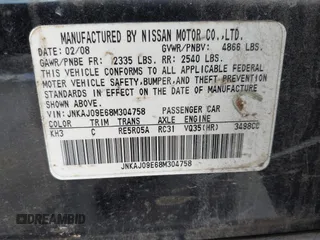 MANUFACTURED BY NISSAN MOTOR CO.,LTD.
DATE: 02/08 GVWR/PNBV: 4866 LBS.
GAWR/PNBE FR: 2335 LBS. RR: 2540 LBS.
THIS VEHICLE CONFORMS TO ALL APPLICABLE FEDERAL
MOTOR VEHICLE SAFETY, BUMPER, AND THEFT PREVENTION
STANDARDS IN EFFECT ON THE DATE OF MANUFACTURE
SHOWN ABOVE.
VIN: JNKAJ09E68M304758 PASSENGER CAR
COLOR TRIM TRANS AXLE ENGINE
KH3 C RE5R05A RC31 VQ35(HR) 3498CC
JNKAJ09E68M304758
DREAMBID